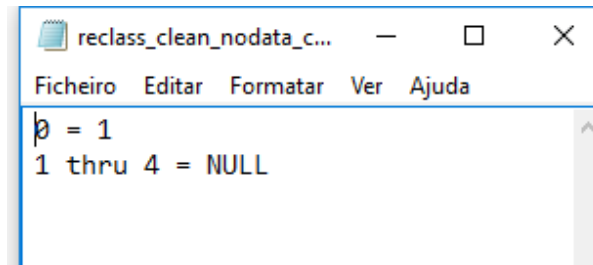 reclass_clean_nodata_c...
Ficheiro Editar Formatar Ver Ajuda
0 = 1
1 thru 4 = NULL